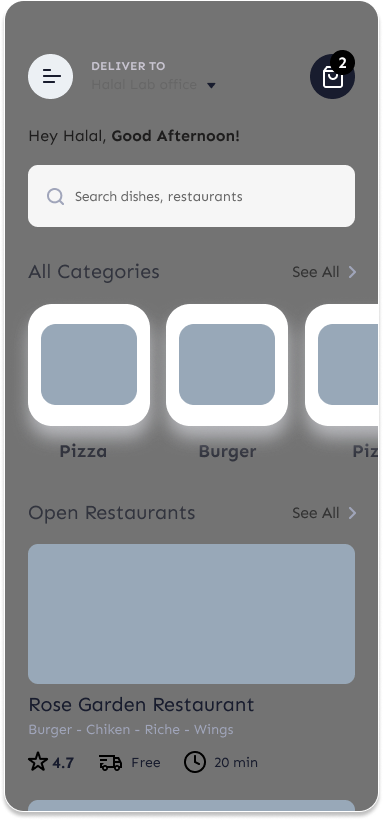 2
DELIVER TO
Halal Lab office
Hey Halal, Good Afternoon!
Search dishes, restaurants
All Categories
See All
Pizza
Burger
Piz
Open Restaurants
See All
Rose Garden Restaurant
Burger - Chiken - Riche - Wings
4.7
Free
20 min